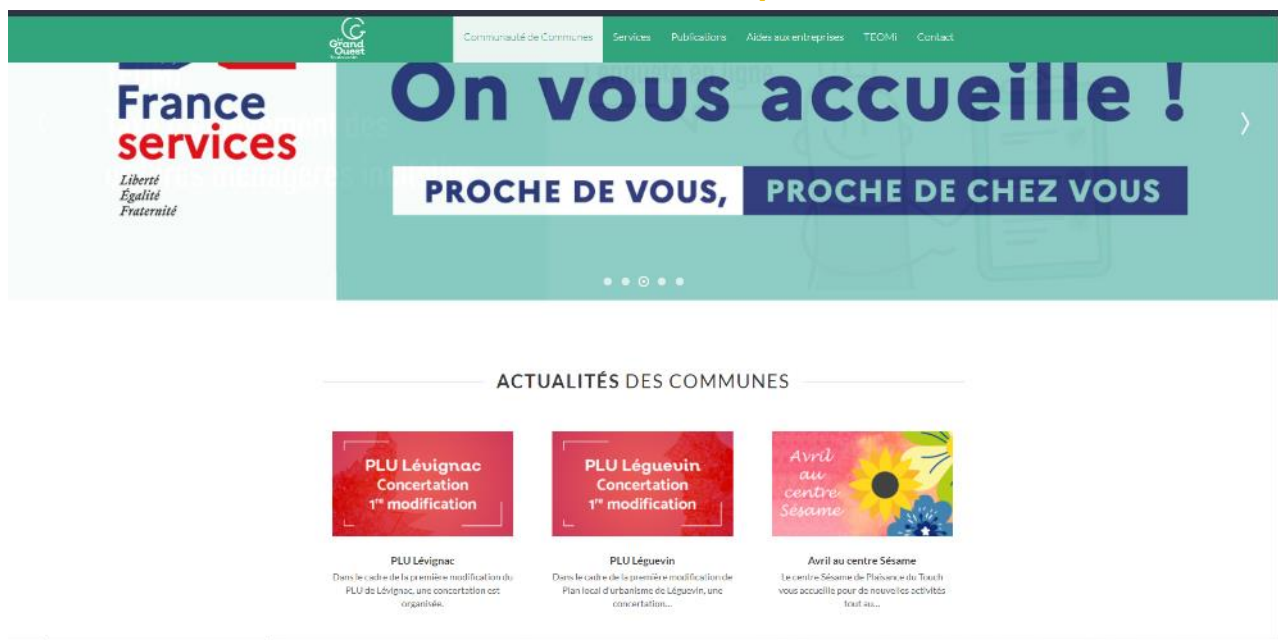 Le
Grand
Ouest
Communauté de Communes Services Publications Aides aux entreprises TEOMi Contact
France
services
Liberté
Égalité
Fraternité
On vous accueille !
PROCHE DE VOUS, PROCHE DE CHEZ VOUS
ACTUALITÉS DES COMMUNES
PLU Lévignac
Concertation
1re modification
PLU Léguevin
Concertation
1re modification
Avril
au
centre
Sésame
PLU Lévignac
Dans le cadre de la première modification du
PLU de Lévignac, une concertation est
organisée.
PLU Léguevin
Dans le cadre de la première modification de
Plan local d'urbanisme de Léguevin, une
concertation...
Avril au centre Sésame
Le centre Sésame de Plaisance du Touch
vous accueille pour de nouvelles activités
tout au...